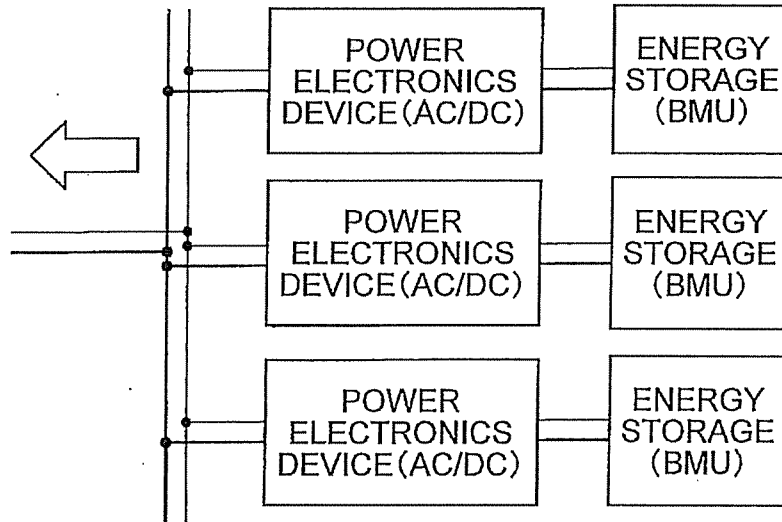 POWER
ELECTRONICS
DEVICE(AC/DC)
ENERGY
STORAGE
(BMU)
POWER
ELECTRONICS
DEVICE(AC/DC)
ENERGY
STORAGE
(BMU)
POWER
ELECTRONICS
DEVICE(AC/DC)
ENERGY
STORAGE
(BMU)